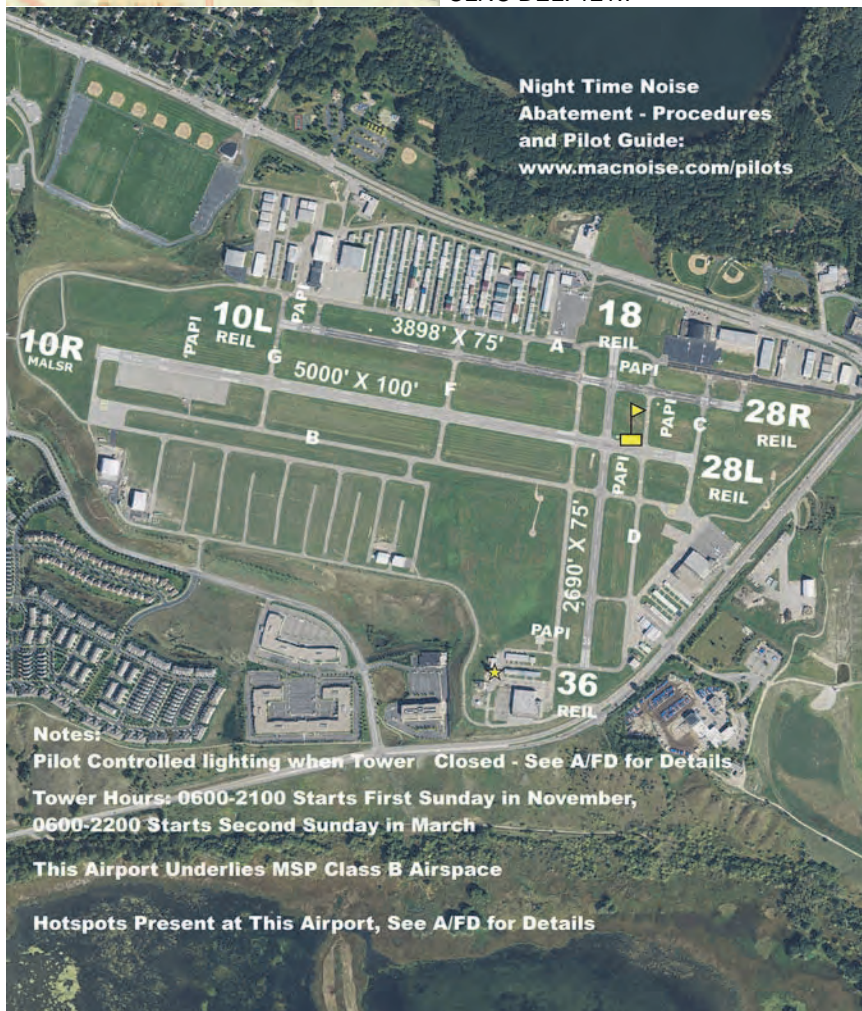 Night Time Noise
Abatement - Procedures
and Pilot Guide:
www.macnoise.com/pilots
10L
REIL
PAPI
18
REIL
3898' X 75'
A
10R
MALSR
PAPI
G
PAPI
5000' X 100'
F
PAPI
C
28R
REIL
B
PAPI
28L
REIL
2690' X 75'
D
PAPI
36
REIL
Notes:
Pilot Controlled lighting when Tower Closed - See A/FD for Details
Tower Hours: 0600-2100 Starts First Sunday in November,
0600-2200 Starts Second Sunday in March
This Airport Underlies MSP Class B Airspace
Hotspots Present at This Airport, See A/FD for Details